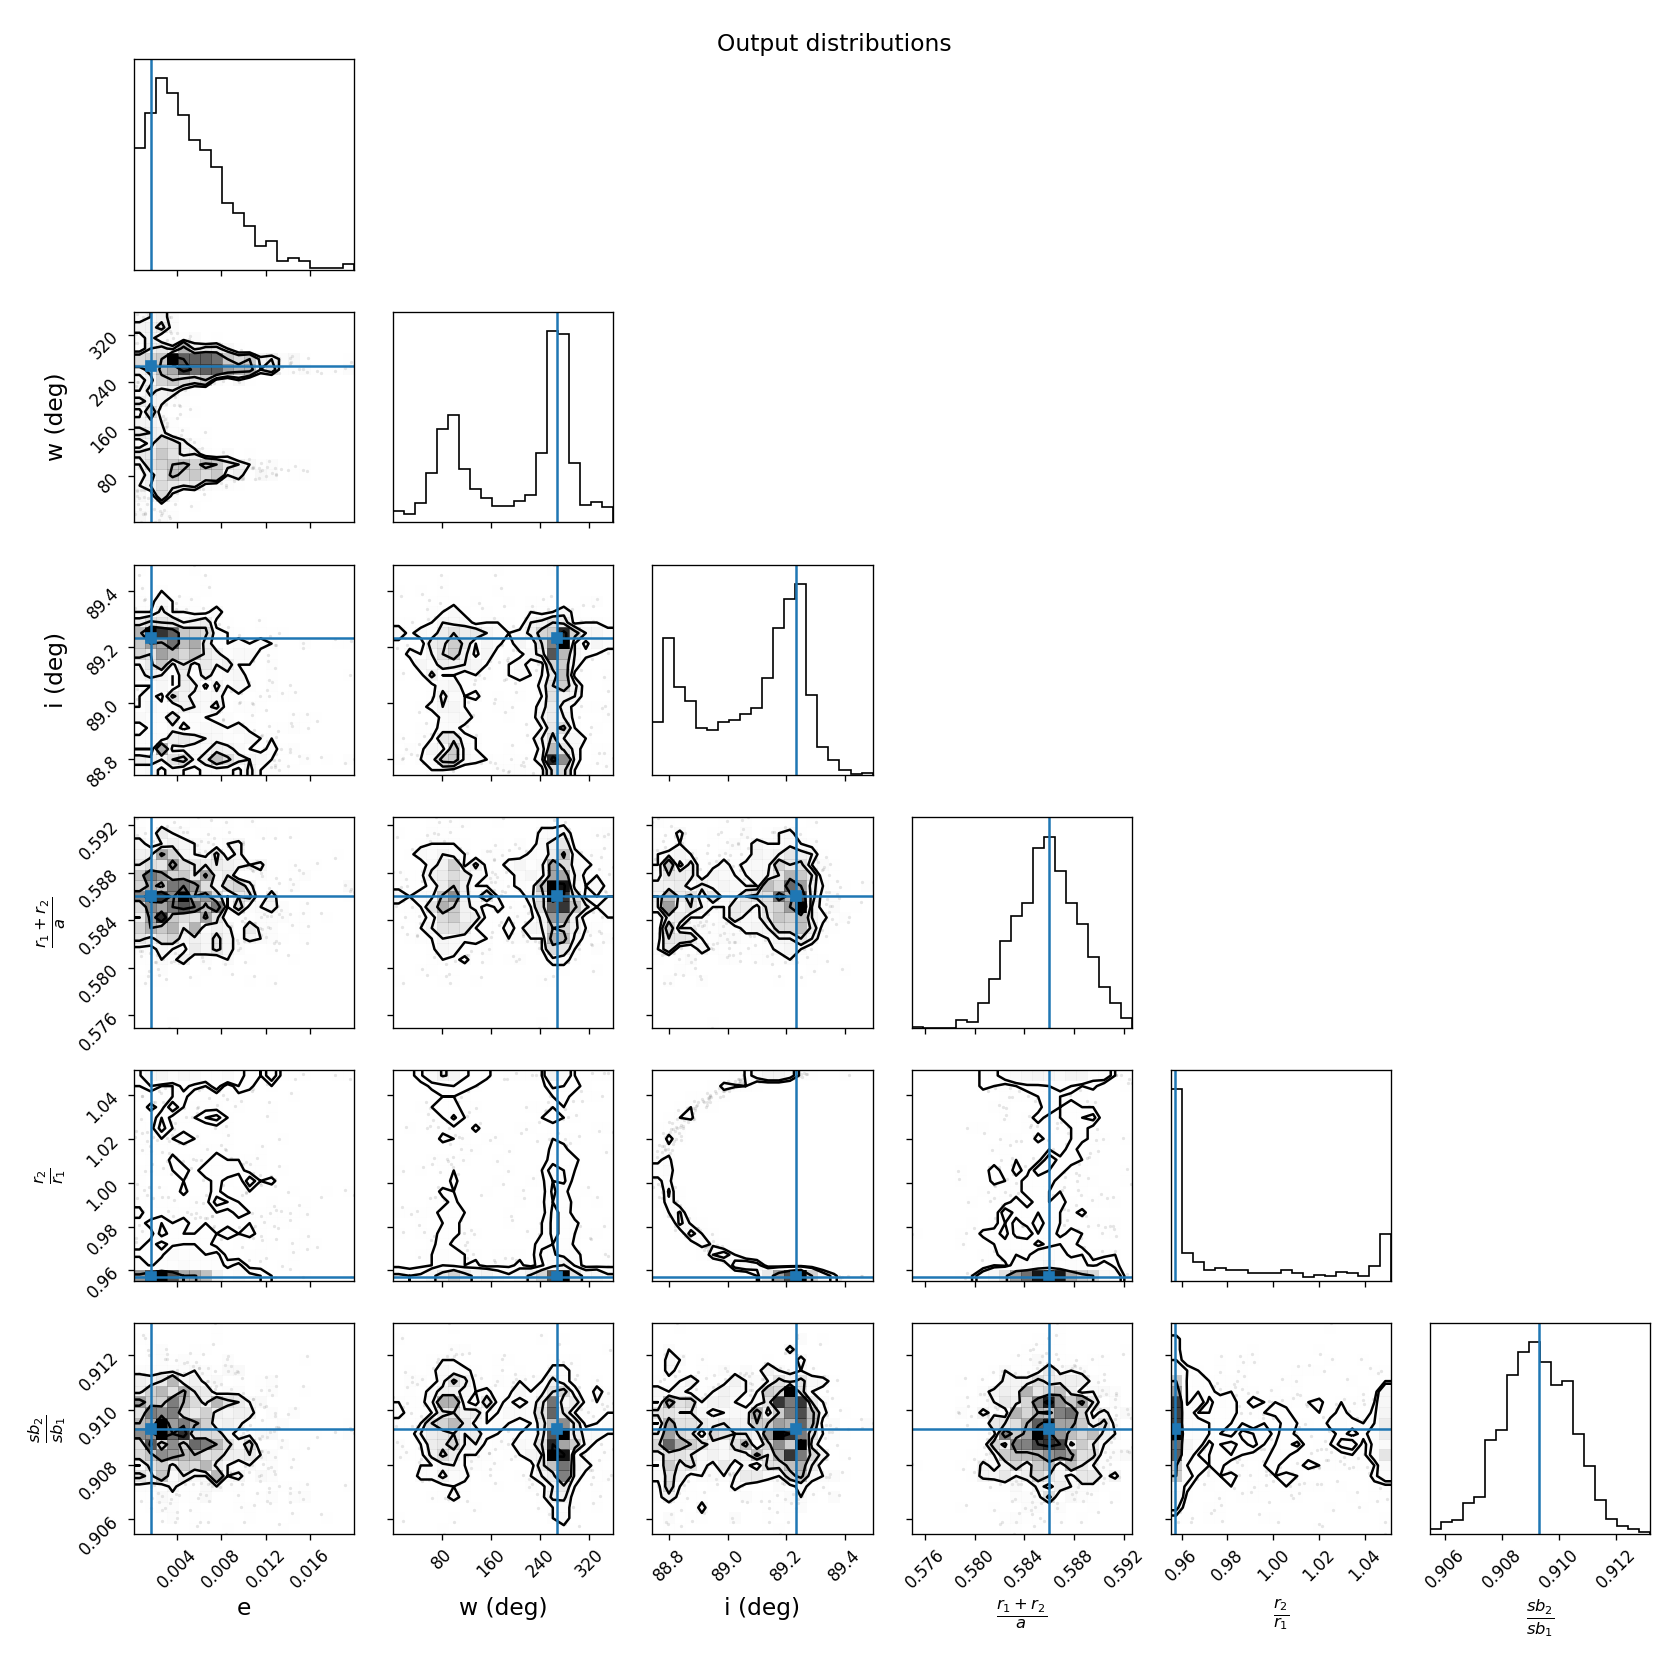 Output distributions
w (deg)
320
240
160
80
i (deg)
89.4
89.2
89.0
88.8
r₁ + r₂
a
0.592
0.588
0.584
0.580
0.576
r₂
r₁
1.04
1.02
1.00
0.98
0.96
sb₂
sb₁
0.912
0.910
0.908
0.906
0.004 0.008 0.012 0.016
80 160 240 320
88.8 89.0 89.2 89.4
0.576 0.580 0.584 0.588 0.592
0.96 0.98 1.00 1.02 1.04
0.906 0.908 0.910 0.912
e
w (deg)
i (deg)
r₁ + r₂
a
r₂
r₁
sb₂
sb₁